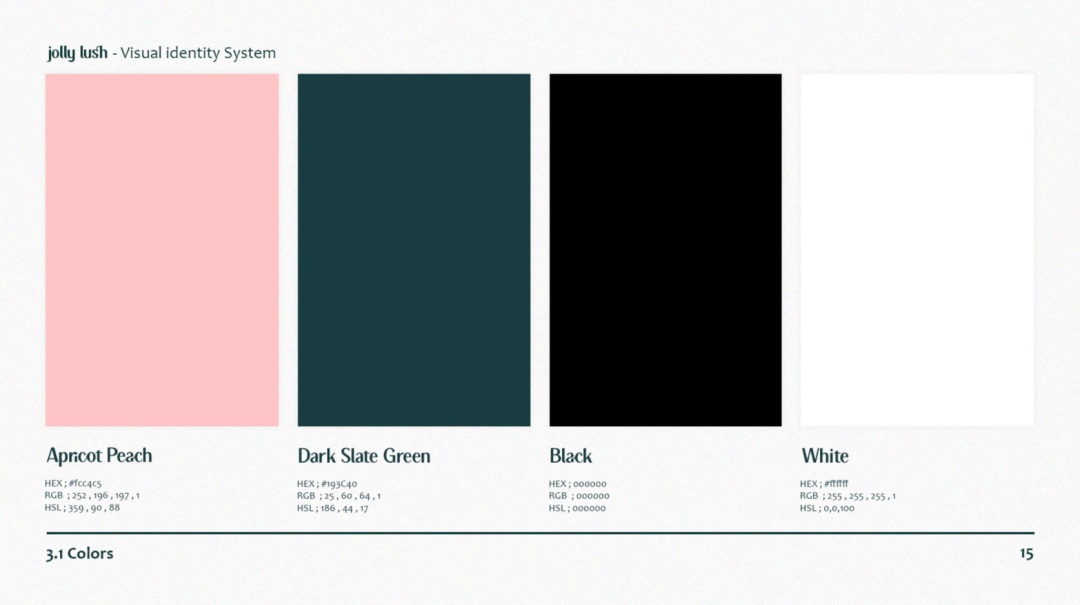 jolly lush - Visual identity System
Apricot Peach
HEX ; #fcc4c5
RGB ; 252 , 196 , 197 , 1
HSL ; 359 , 90 , 88
Dark Slate Green
HEX ; #193C40
RGB ; 25 , 60 , 64 , 1
HSL ; 186 , 44 , 17
Black
HEX ; 000000
RGB ; 000000
HSL ; 000000
White
HEX ; #ffffff
RGB ; 255 , 255 , 255 , 1
HSL ; 0,0,100
3.1 Colors
15